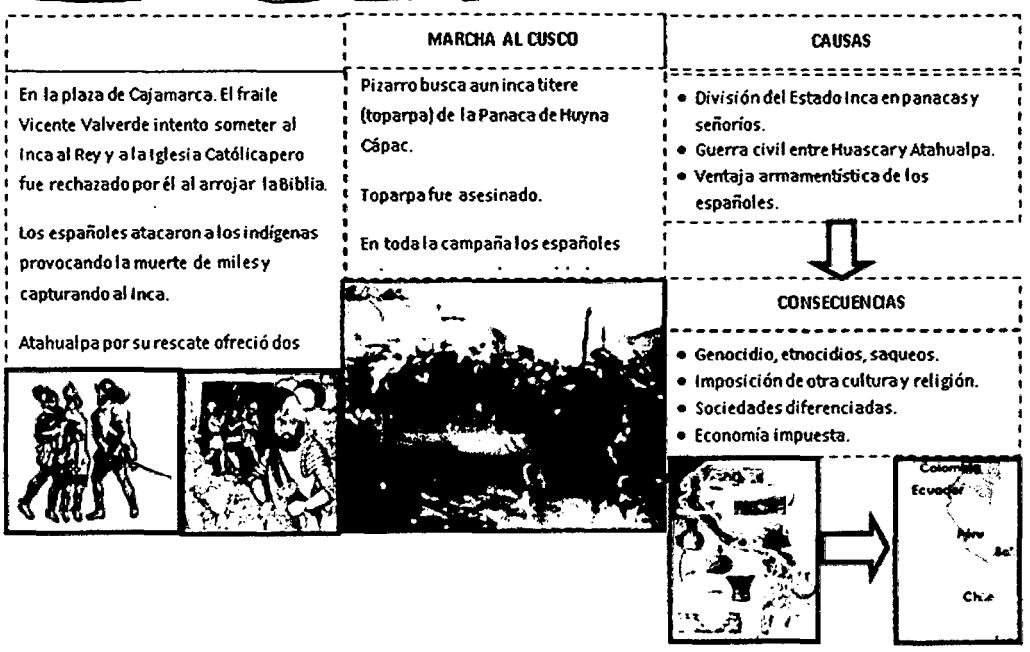 En la plaza de Cajamarca. El fraile
Vicente Valverde intento someter al
Inca al Rey y a la Iglesia Católica pero
fue rechazado por él al arrojar la Biblia.
Los españoles atacaron a los indígenas
provocando la muerte de miles y
capturando al Inca.
Atahualpa por su rescate ofreció dos
MARCHA AL CUSCO
Pizarro busca aun inca titere
(toparpa) de la Panaca de Huyna
Cápac.
Toparpa fue asesinado.
En toda la campaña los españoles
CAUSAS
• División del Estado Inca en panacas y
señoríos.
• Guerra civil entre Huascar y Atahualpa.
• Ventaja armamentística de los
españoles.
CONSECUENCIAS
• Genocidio, etnocidios, saqueos.
• Imposición de otra cultura y religión.
• Sociedades diferenciadas.
• Economía impuesta.
Colombia
Ecuador
Chile